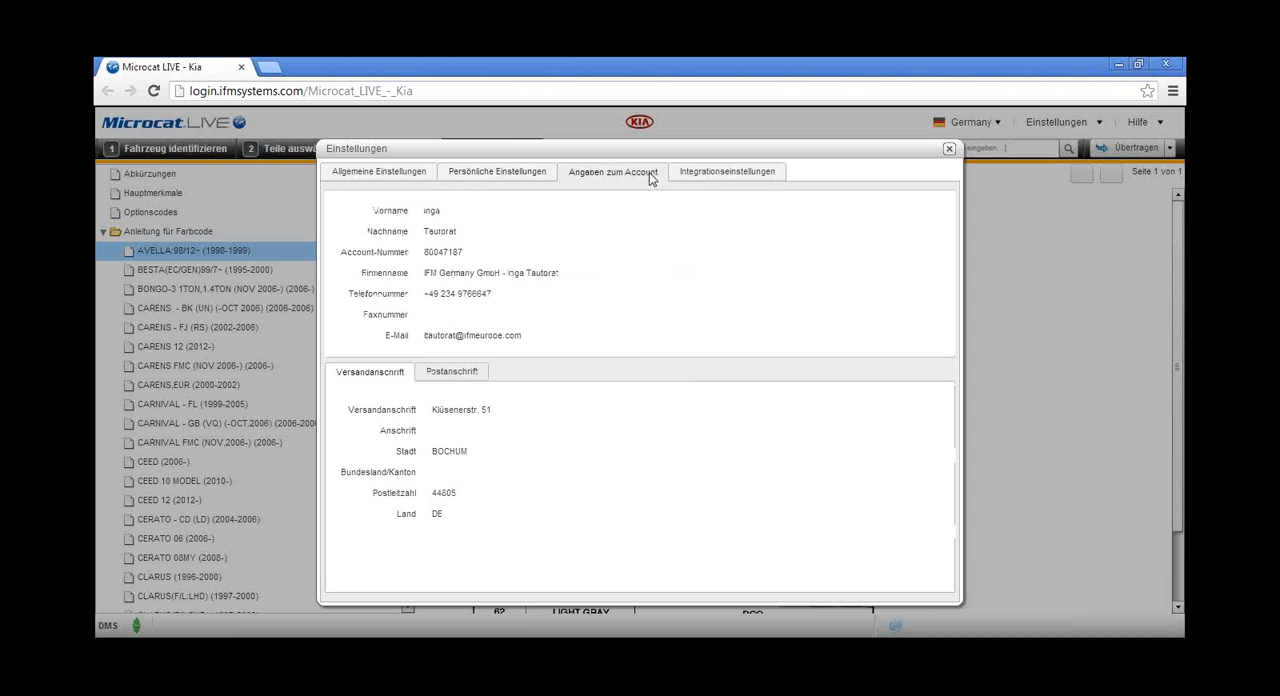 Microcat LIVE - Kia
login.ifmsystems.com/Microcat_LIVE_-_Kia
Microcat.LIVE
KIA
Germany
Einstellungen
Hilfe
1 Fahrzeug identifizieren
2 Teile auswa
eingeben ..]
Übertragen
Seite 1 von 1
Abkürzungen
Hauptmerkmale
Optionscodes
Anleitung für Farbcode
AVELLA:98/12~ (1998-1999)
BESTA(EC/GEN)99/7~ (1995-2000)
BONGO-3 1TON,1.4TON (NOV 2006-) (2006-)
CARENS - BK (UN) (-OCT 2006) (2006-2006)
CARENS - FJ (RS) (2002-2006)
CARENS 12 (2012-)
CARENS FMC (NOV 2006-) (2006-)
CARENS,EUR (2000-2002)
CARNIVAL - FL (1999-2005)
CARNIVAL - GB (VQ) (-OCT.2006) (2006-200
CARNIVAL FMC (NOV.2006-) (2006-)
CEED (2006-)
CEED 10 MODEL (2010-)
CEED 12 (2012-)
CERATO - CD (LD) (2004-2006)
CERATO 06 (2006-)
CERATO 08MY (2008-)
CLARUS (1996-2000)
CLARUS(F/L:LHD) (1997-2000)
Einstellungen
Allgemeine Einstellungen
Persönliche Einstellungen
Angaben zum Account
Integrationseinstellungen
Vorname Inga
Nachname Tautorat
Account-Nummer 80047187
Firmenname IFM Germany GmbH - Inga Tautorat
Telefonnummer +49 234 9766647
Faxnummer
E-Mail itautorat@ifmeurope.com
Versandanschrift
Postanschrift
Versandanschrift Klüsenerstr. 51
Anschrift
Stadt BOCHUM
Bundesland/Kanton
Postleitzahl 44805
Land DE
62 LIGHT GRAY
DMS